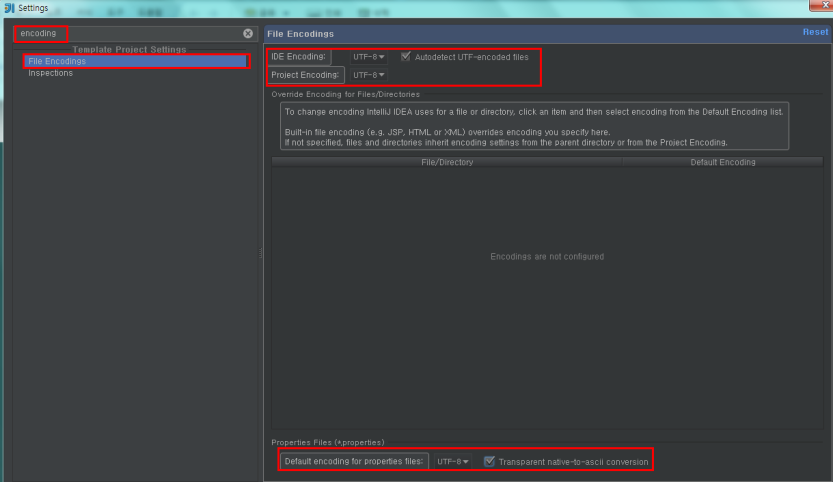 Settings
encoding
Template Project Settings
File Encodings
Inspections
File Encodings
Reset
IDE Encoding: UTF-8 Autodetect UTF-encoded files
Project Encoding: UTF-8
Override Encoding for Files/Directories
To change encoding IntelliJ IDEA uses for a file or directory, click an item and then select encoding from the Default Encoding list.
Built-in file encoding (e.g. JSP, HTML or XML) overrides encoding you specify here.
If not specified, files and directories inherit encoding settings from the parent directory or from the Project Encoding.
File/Directory Default Encoding
Encodings are not configured
Properties Files (*.properties)
Default encoding for properties files: UTF-8 Transparent native-to-ascii conversion